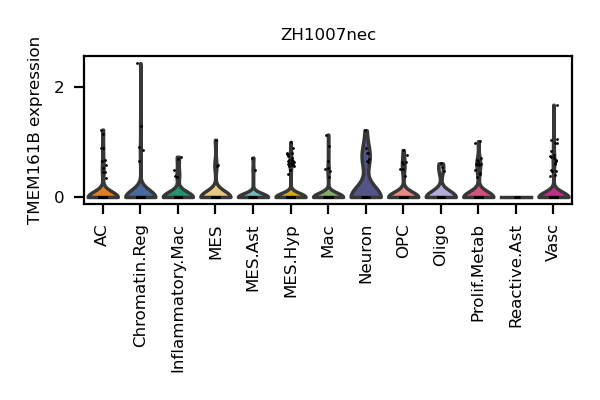 ZH1007nec
TMEM161B expression
2
0
AC
Chromatin.Reg
Inflammatory.Mac
MES
MES.Ast
MES.Hyp
Mac
Neuron
OPC
Oligo
Prolif.Metab
Reactive.Ast
Vasc